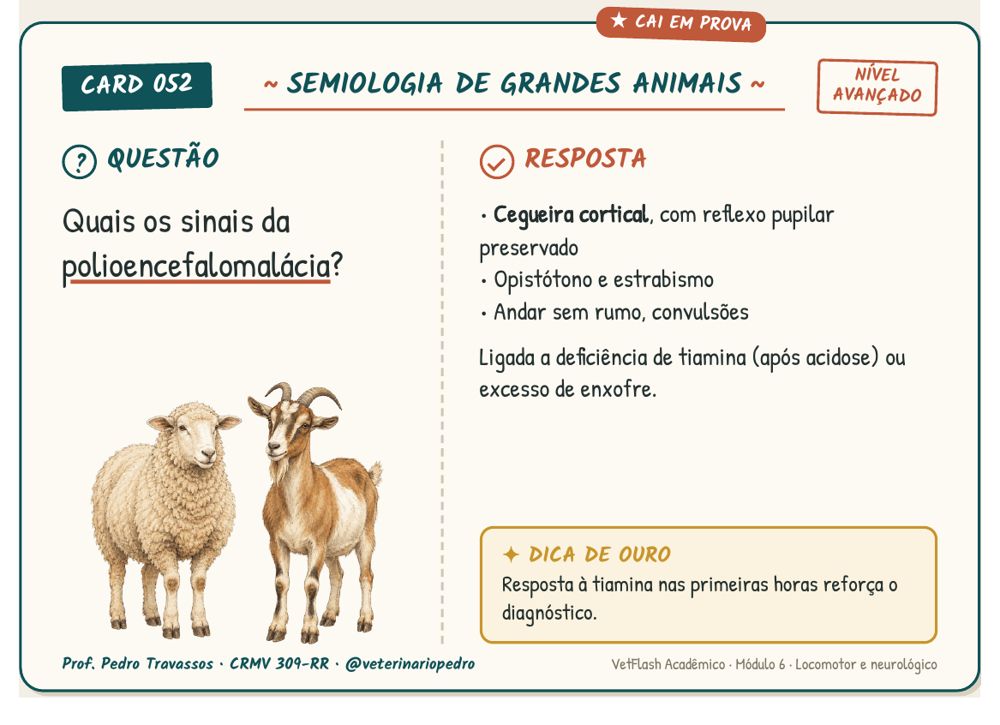 ★ CAI EM PROVA
CARD 052
~ SEMIOLOGIA DE GRANDES ANIMAIS ~
NÍVEL
AVANÇADO
? QUESTÃO
Quais os sinais da
polioencefalomalácia?
✓ RESPOSTA
• Cegueira cortical, com reflexo pupilar
preservado
• Opistótono e estrabismo
• Andar sem rumo, convulsões
Ligada a deficiência de tiamina (após acidose) ou
excesso de enxofre.
✦ DICA DE OURO
Resposta à tiamina nas primeiras horas reforça o
diagnóstico.
Prof. Pedro Travassos · CRMV 309-RR · @veterinariopedro
VetFlash Acadêmico · Módulo 6 · Locomotor e neurológico